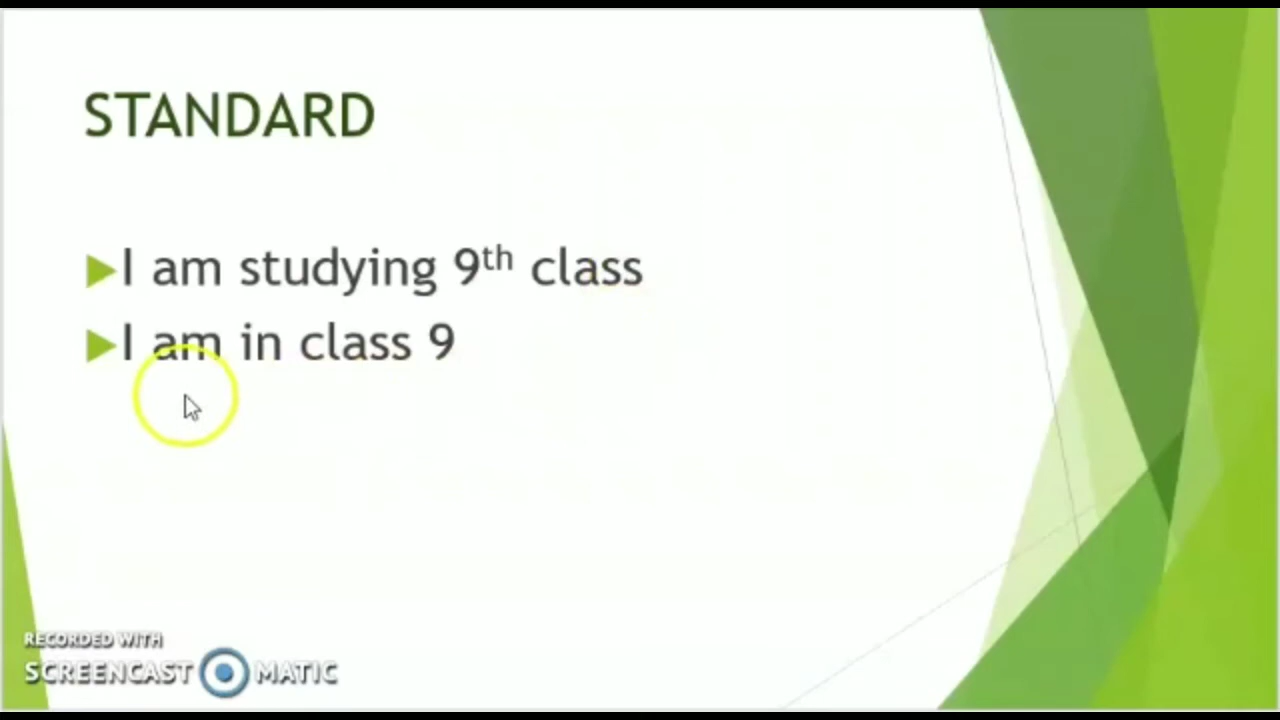 STANDARD
I am studying 9th class
I am in class 9
RECORDED WITH
SCREENCAST MATIC